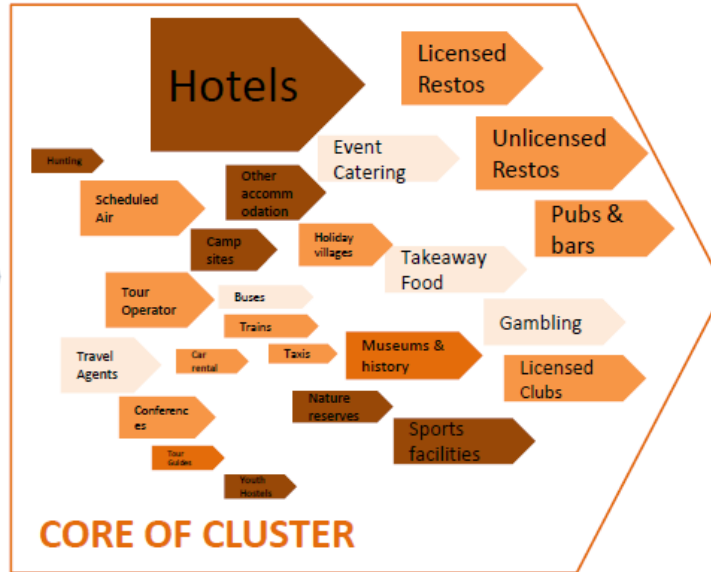 Hotels
Licensed
Restos
Hunting
Event
Catering
Unlicensed
Restos
Scheduled
Air
Other
accomm
odation
Pubs &
bars
Camp
sites
Holiday
villages
Takeaway
Food
Tour
Operator
Buses
Trains
Gambling
Travel
Agents
Car
rental
Taxis
Museums &
history
Licensed
Clubs
Conferenc
es
Nature
reserves
Sports
facilities
Tour
Guides
Youth
Hostels
CORE OF CLUSTER